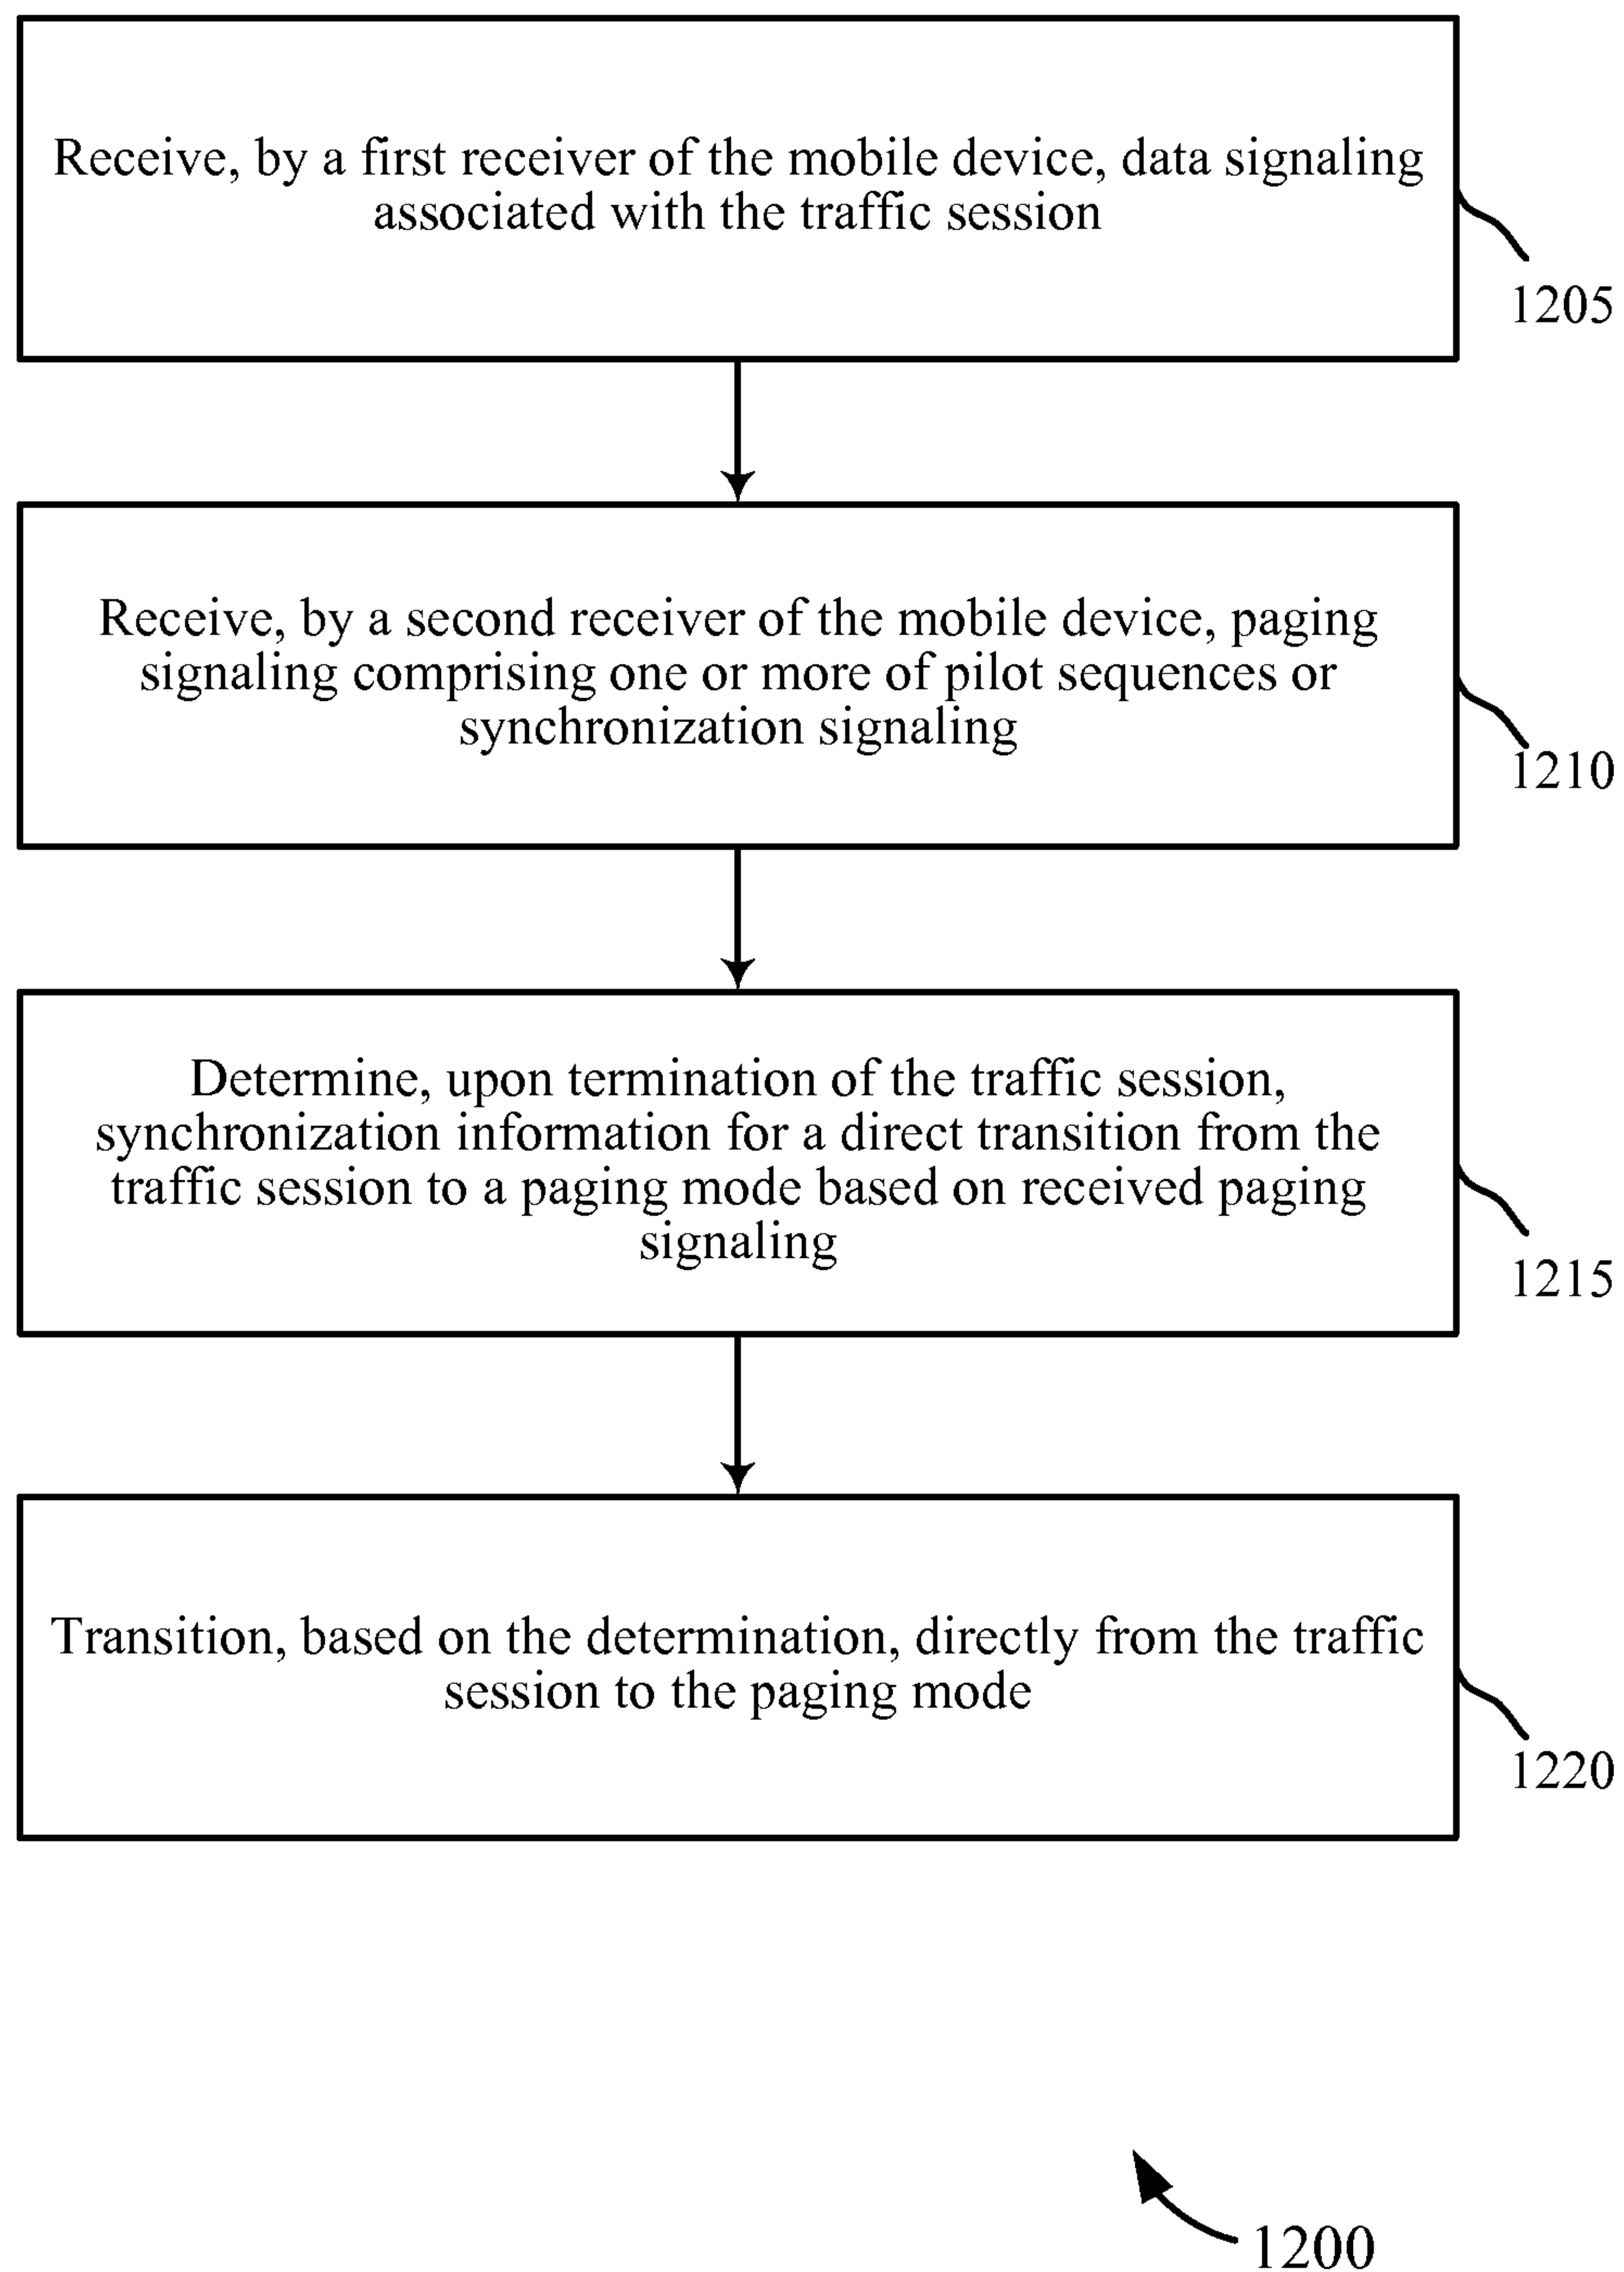 Receive, by a first receiver of the mobile device, data signaling
associated with the traffic session
1205
Receive, by a second receiver of the mobile device, paging
signaling comprising one or more of pilot sequences or
synchronization signaling
1210
Determine, upon termination of the traffic session,
synchronization information for a direct transition from the
traffic session to a paging mode based on received paging
signaling
1215
Transition, based on the determination, directly from the traffic
session to the paging mode
1220
1200